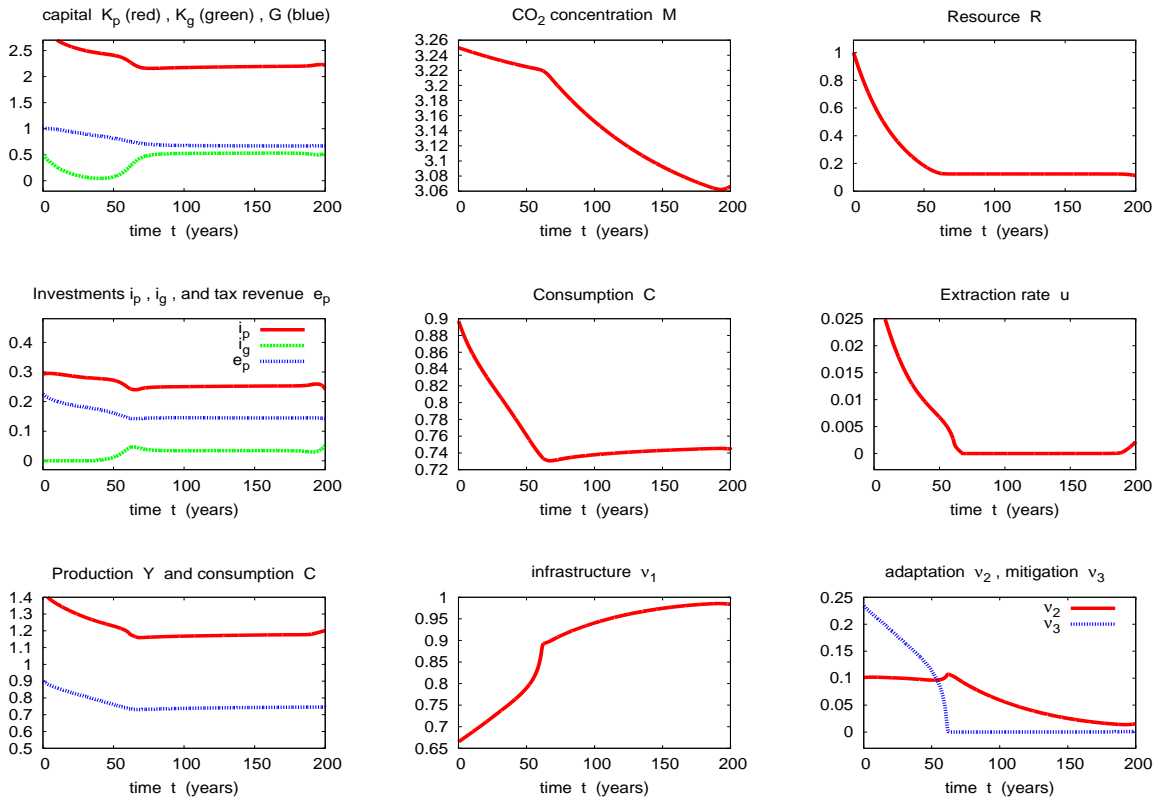 capital K_p (red) , K_g (green) , G (blue)
2.5
2
1.5
1
0.5
0
0 50 100 150 200
time t (years)
CO₂ concentration M
3.26
3.24
3.22
3.2
3.18
3.16
3.14
3.12
3.1
3.08
3.06
0 50 100 150 200
time t (years)
Resource R
1
0.8
0.6
0.4
0.2
0
0 50 100 150 200
time t (years)
Investments i_p , i_g , and tax revenue e_p
i_p
i_g
e_p
0.4
0.3
0.2
0.1
0
0 50 100 150 200
time t (years)
Consumption C
0.9
0.88
0.86
0.84
0.82
0.8
0.78
0.76
0.74
0.72
0 50 100 150 200
time t (years)
Extraction rate u
0.025
0.02
0.015
0.01
0.005
0
0 50 100 150 200
time t (years)
Production Y and consumption C
1.4
1.3
1.2
1.1
1
0.9
0.8
0.7
0.6
0.5
0 50 100 150 200
time t (years)
infrastructure ν₁
1
0.95
0.9
0.85
0.8
0.75
0.7
0.65
0 50 100 150 200
time t (years)
adaptation ν₂ , mitigation ν₃
ν₂
ν₃
0.25
0.2
0.15
0.1
0.05
0
0 50 100 150 200
time t (years)